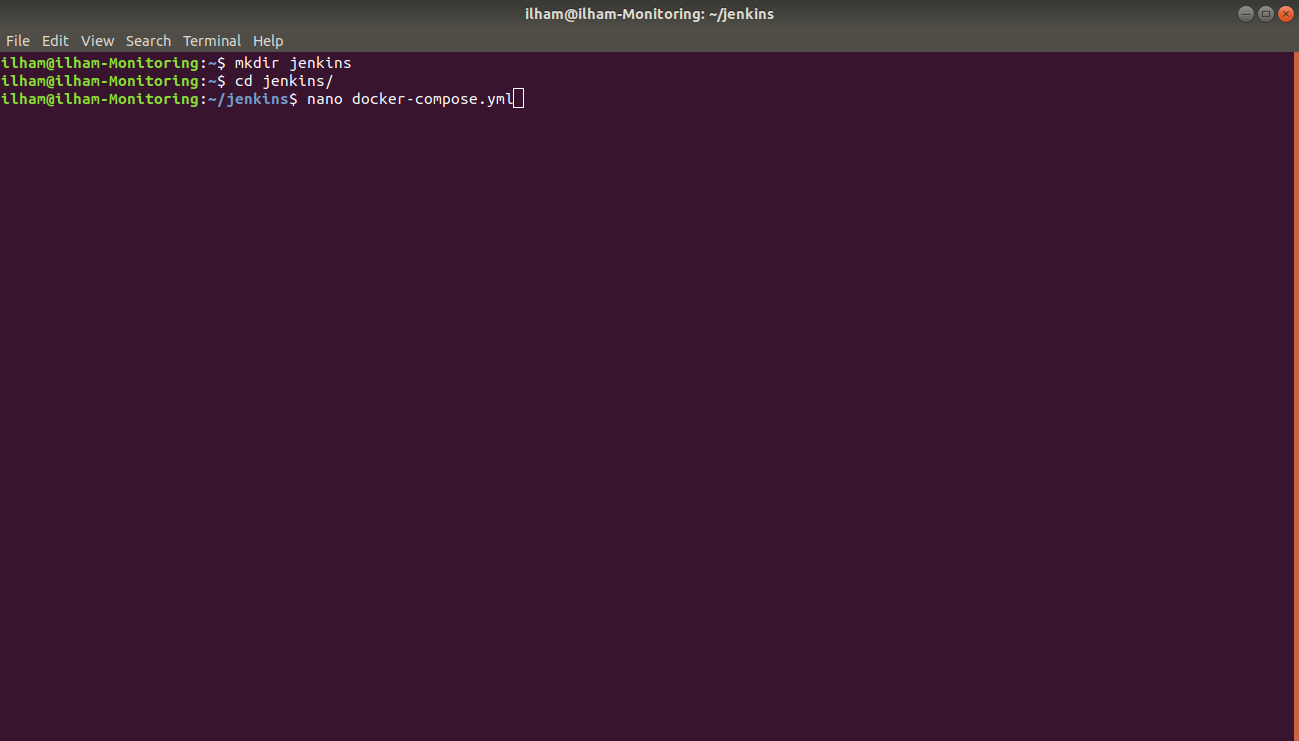 ilham@ilham-Monitoring: ~/jenkins
File Edit View Search Terminal Help
ilham@ilham-Monitoring:~$ mkdir jenkins
ilham@ilham-Monitoring:~$ cd jenkins/
ilham@ilham-Monitoring:~/jenkins$ nano docker-compose.yml